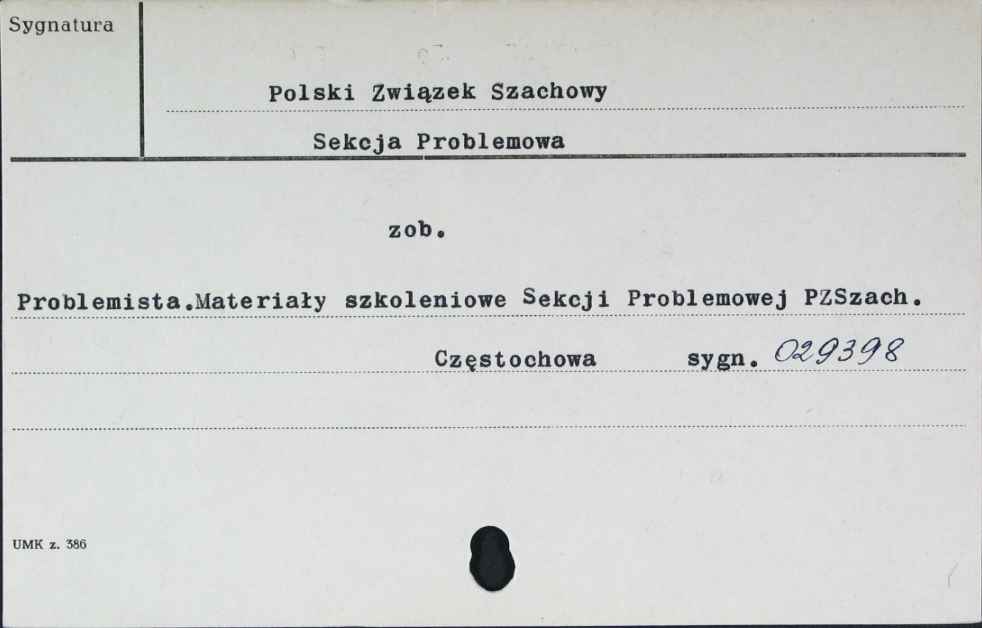 Sygnatura
Polski Związek Szachowy
Sekcja Problemowa
zob.
Problemista.Materiały szkoleniowe Sekcji Problemowej PZSzach.
Częstochowa sygn. 029398
UMK z. 386